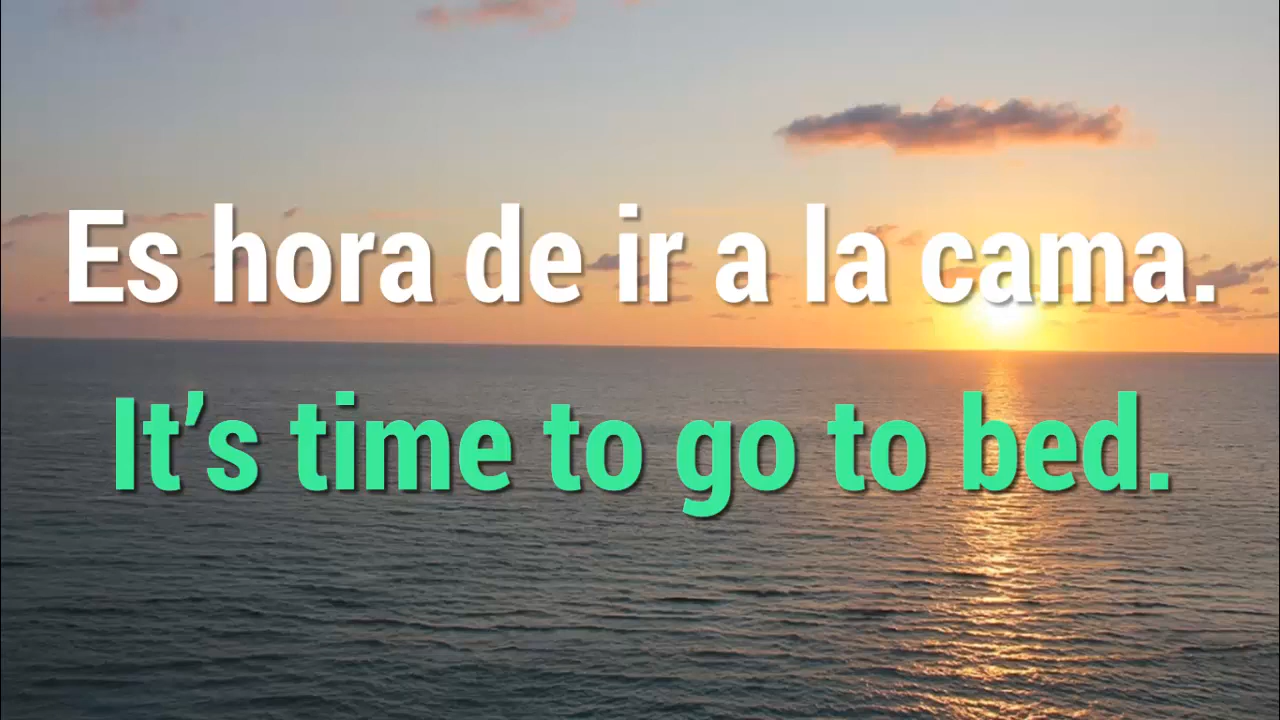 Es hora de ir a la cama.
It’s time to go to bed.